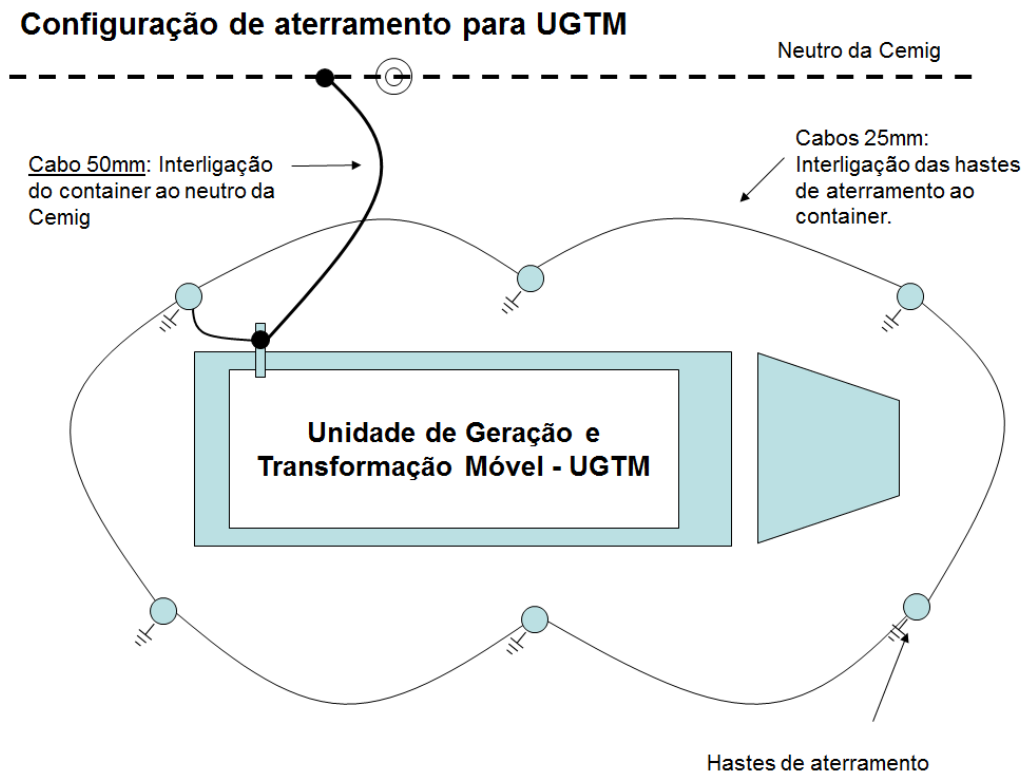 Configuração de aterramento para UGTM
Neutro da Cemig
Cabo 50mm: Interligação
do container ao neutro da
Cemig
Cabos 25mm:
Interligação das hastes
de aterramento ao
container.
Unidade de Geração e
Transformação Móvel - UGTM
Hastes de aterramento